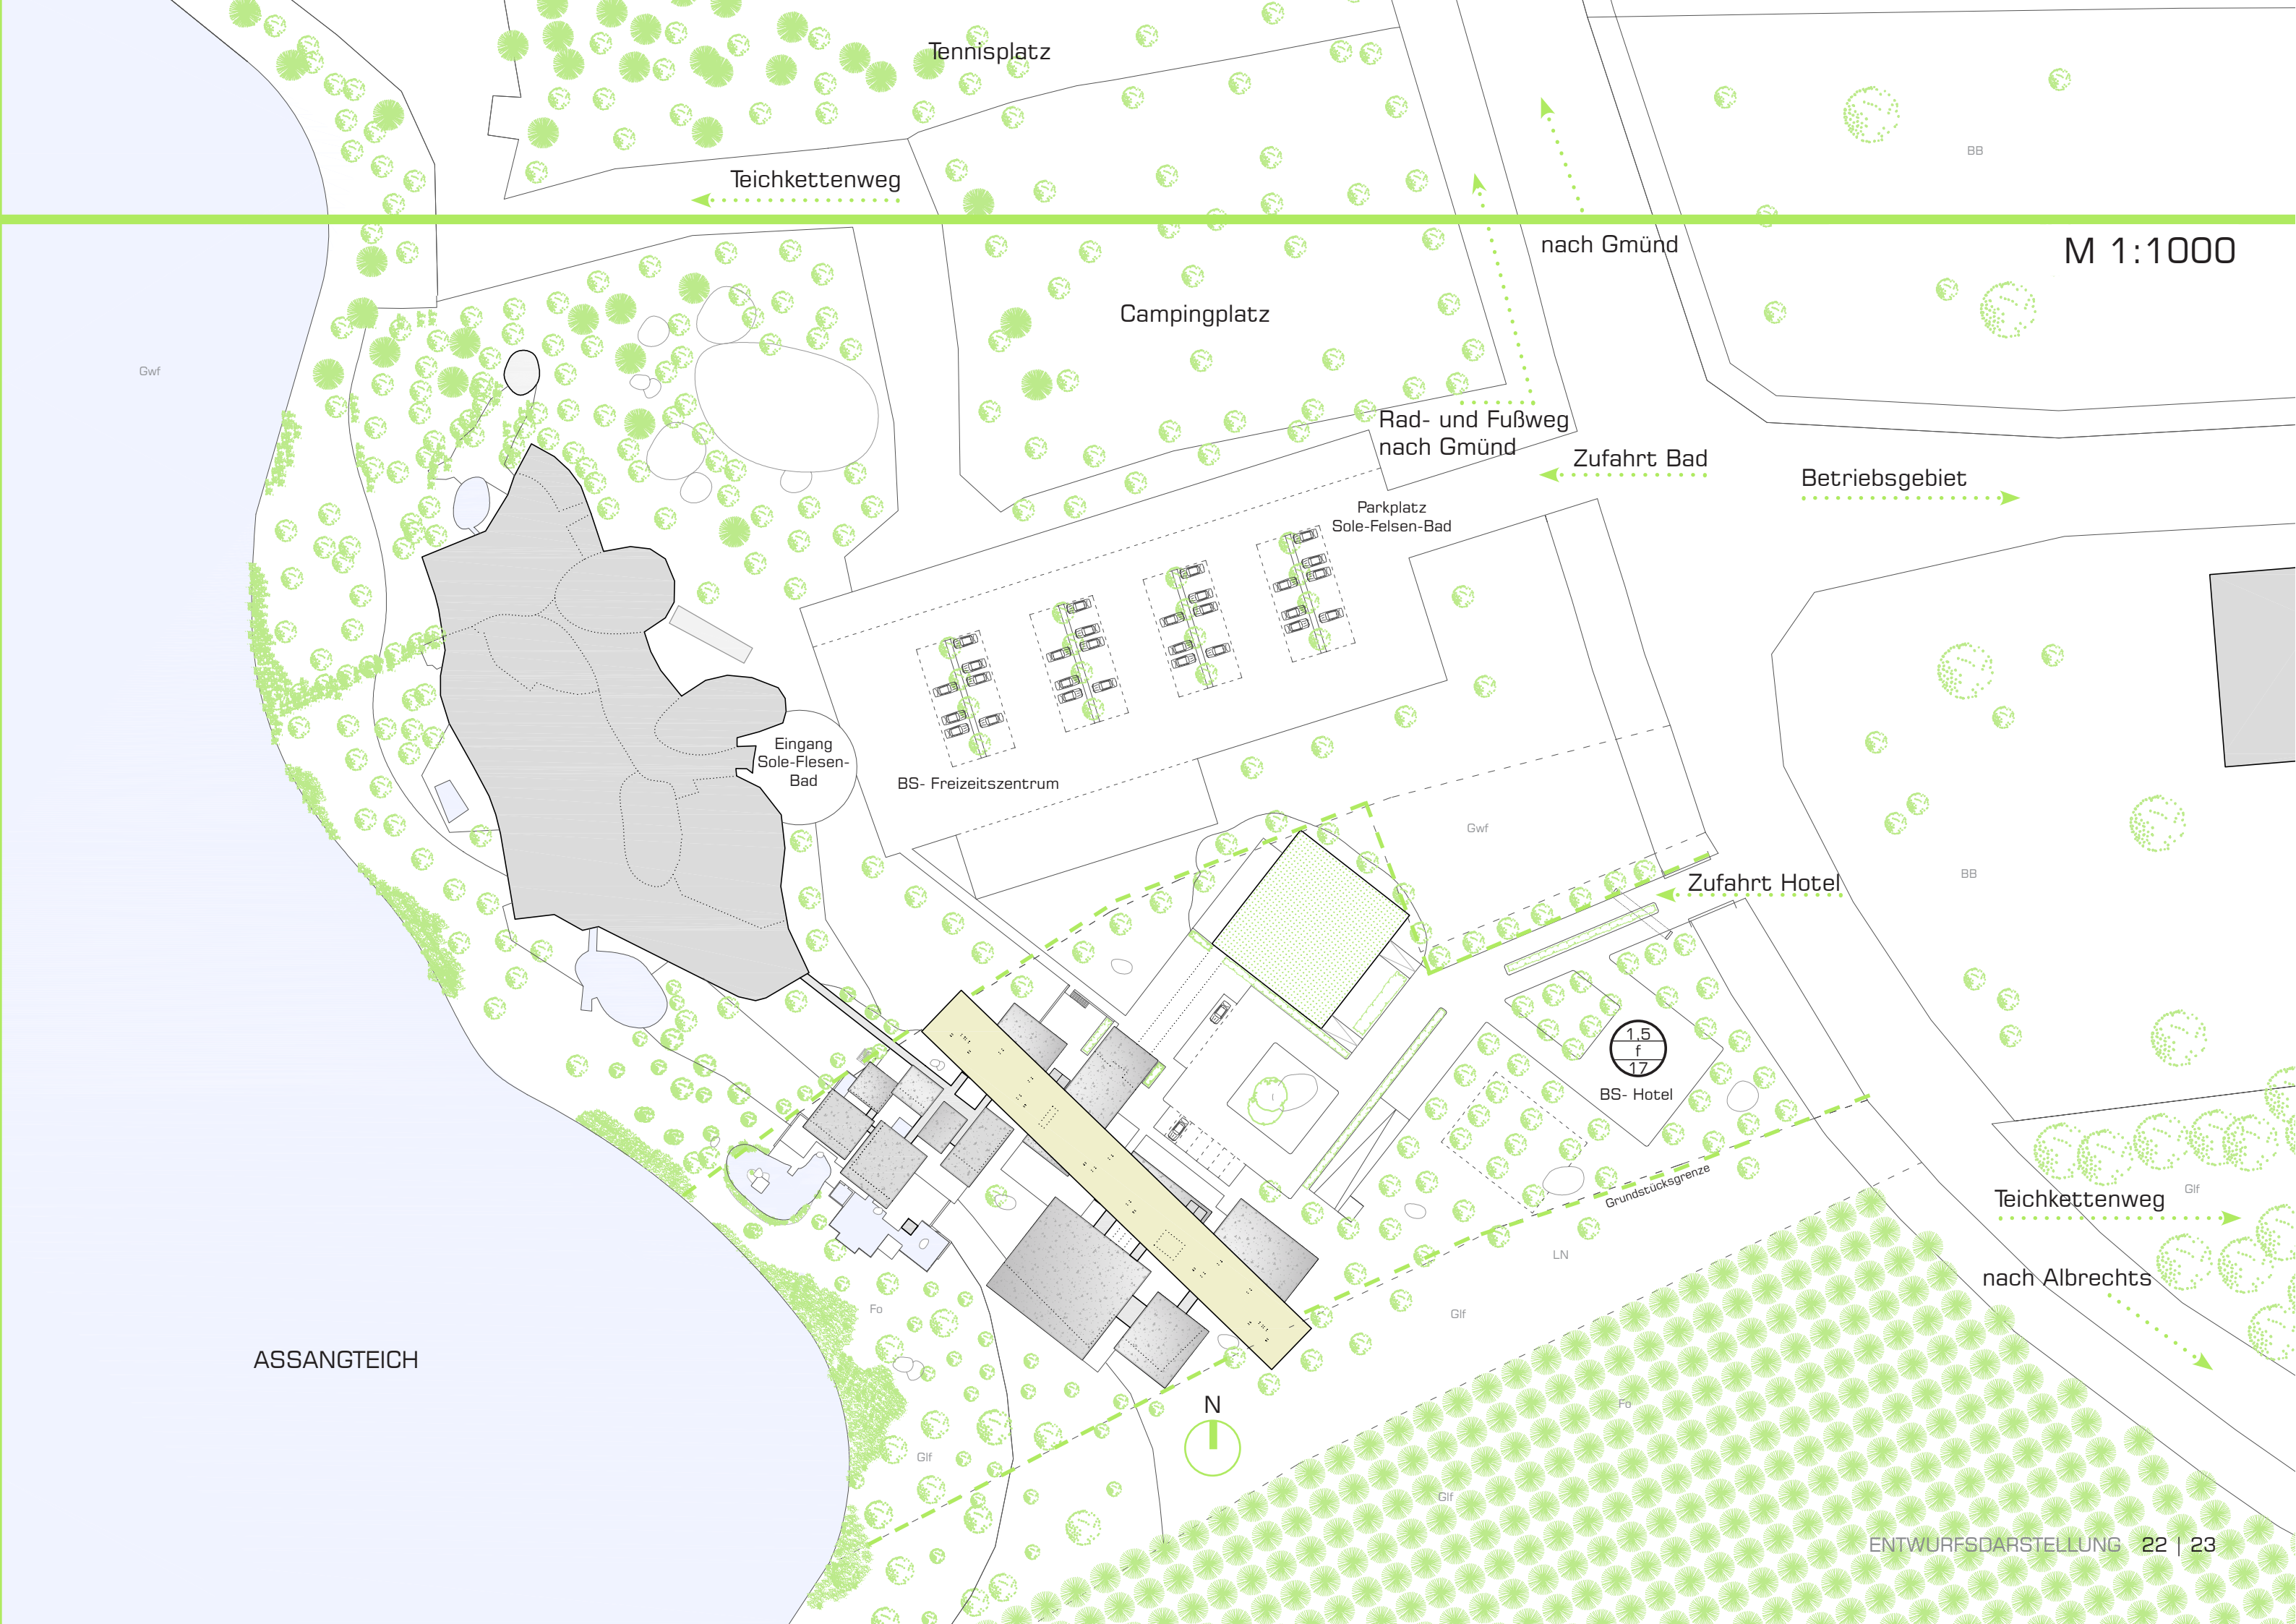 Tennisplatz
Teichkettenweg
nach Gmünd
M 1:1000
BB
Campingplatz
Gwf
Rad- und Fußweg
nach Gmünd
Zufahrt Bad
Betriebsgebiet
Parkplatz
Sole-Felsen-Bad
Eingang
Sole-Flesen-
Bad
BS- Freizeitszentrum
Gwf
Zufahrt Hotel
BB
1,5
f
17
BS- Hotel
Grundstücksgrenze
Teichkettenweg
Glf
LN
nach Albrechts
Fo
Glf
ASSANGTEICH
N
Fo
Glf
Glf
ENTWURFSDARSTELLUNG 22 | 23